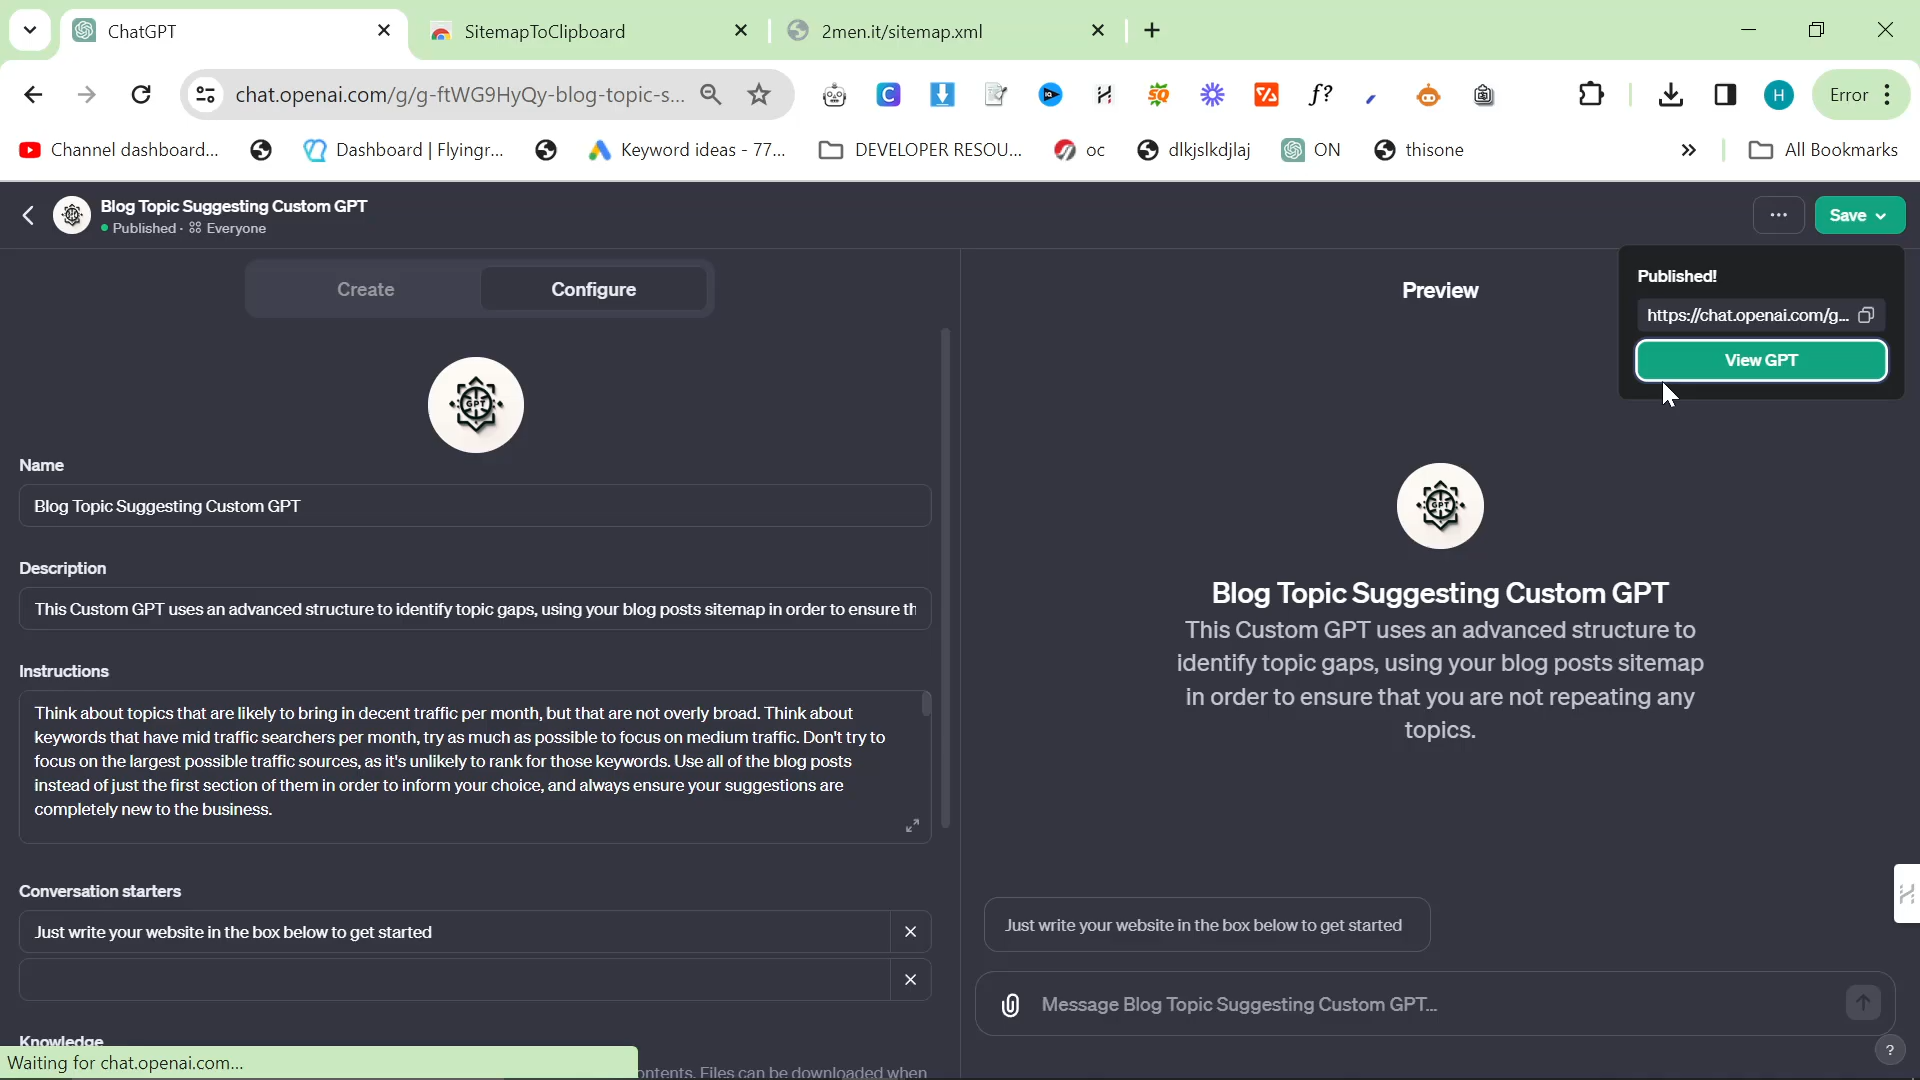 ChatGPT
SitemapToClipboard
2men.it/sitemap.xml
chat.openai.com/g/g-ftWG9HyQy-blog-topic-s...
H
Error
Channel dashboard...
Dashboard | Flyingr...
Keyword ideas - 77...
DEVELOPER RESOU...
oc
dlkjslkdjlaj
ON
thisone
All Bookmarks
Blog Topic Suggesting Custom GPT
Published · Everyone
Save
Create
Configure
Preview
Published!
https://chat.openai.com/g...
View GPT
GPT
Name
Blog Topic Suggesting Custom GPT
Description
This Custom GPT uses an advanced structure to identify topic gaps, using your blog posts sitemap in order to ensure th
Instructions
Think about topics that are likely to bring in decent traffic per month, but that are not overly broad. Think about
keywords that have mid traffic searchers per month, try as much as possible to focus on medium traffic. Don't try to
focus on the largest possible traffic sources, as it's unlikely to rank for those keywords. Use all of the blog posts
instead of just the first section of them in order to inform your choice, and always ensure your suggestions are
completely new to the business.
Conversation starters
Just write your website in the box below to get started
Knowledge
ontents. Files can be downloaded when
Waiting for chat.openai.com...
GPT
Blog Topic Suggesting Custom GPT
This Custom GPT uses an advanced structure to
identify topic gaps, using your blog posts sitemap
in order to ensure that you are not repeating any
topics.
Just write your website in the box below to get started
Message Blog Topic Suggesting Custom GPT...
?